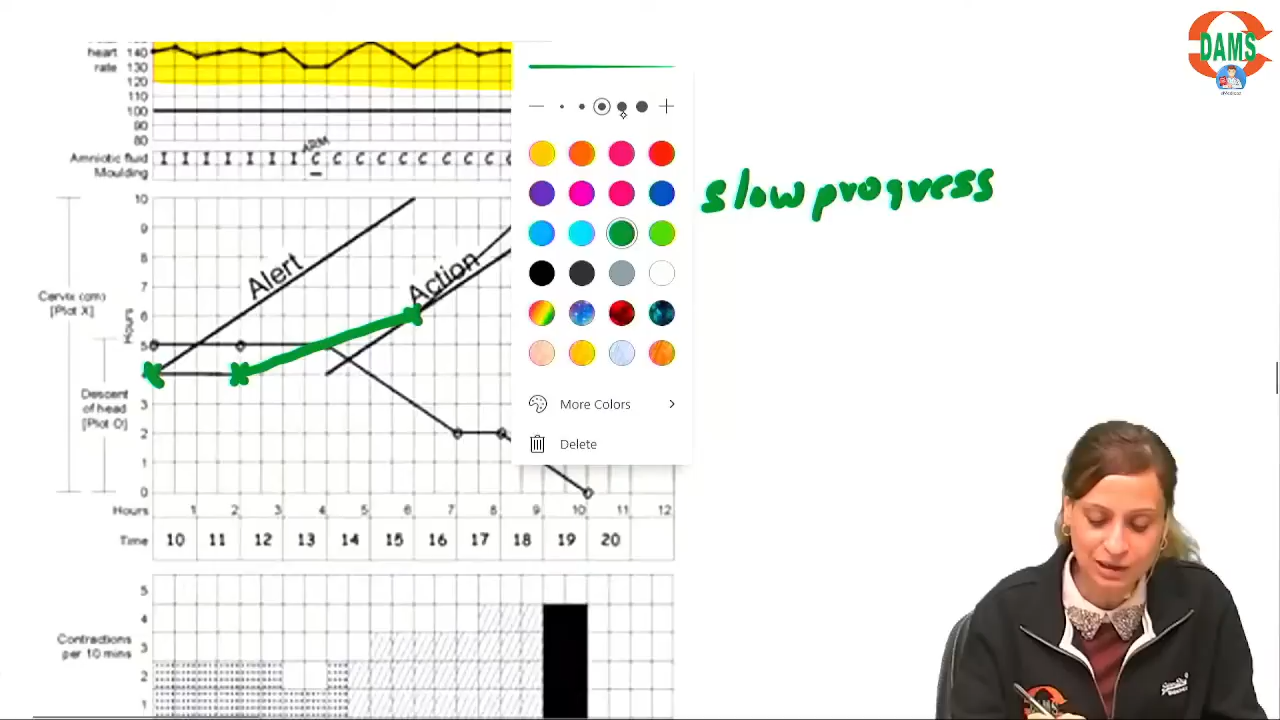 DAMS
eMedicoz
heart
rate
140
130
120
110
100
90
80
ARM
Amniotic fluid I I I I I I I C C C C C C C C C C
Moulding
slow progress
10
9
8
7
6
5
3
2
1
0
Alert
Action
Cervix (cm)
[Plot X]
Hours
Descent
of head
[Plot O]
More Colors
Delete
Hours 1 2 3 4 5 6 7 8 9 10 11 12
Time 10 11 12 13 14 15 16 17 18 19 20
Contractions
per 10 mins
5
4
3
2
1